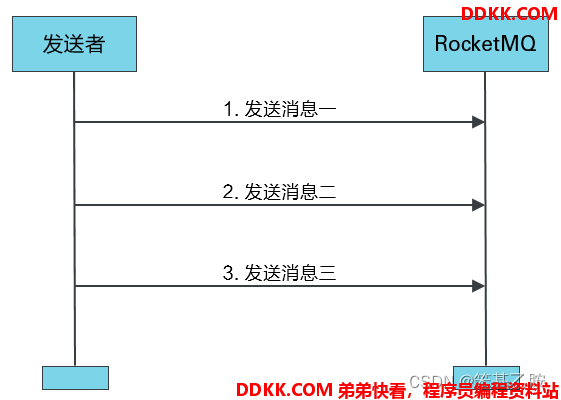 DDKK.COM
发送者
RocketMQ
1. 发送消息一
2. 发送消息二
3. 发送消息三
CSDN
DDKK.COM 弟弟快看，程序员编程资料站